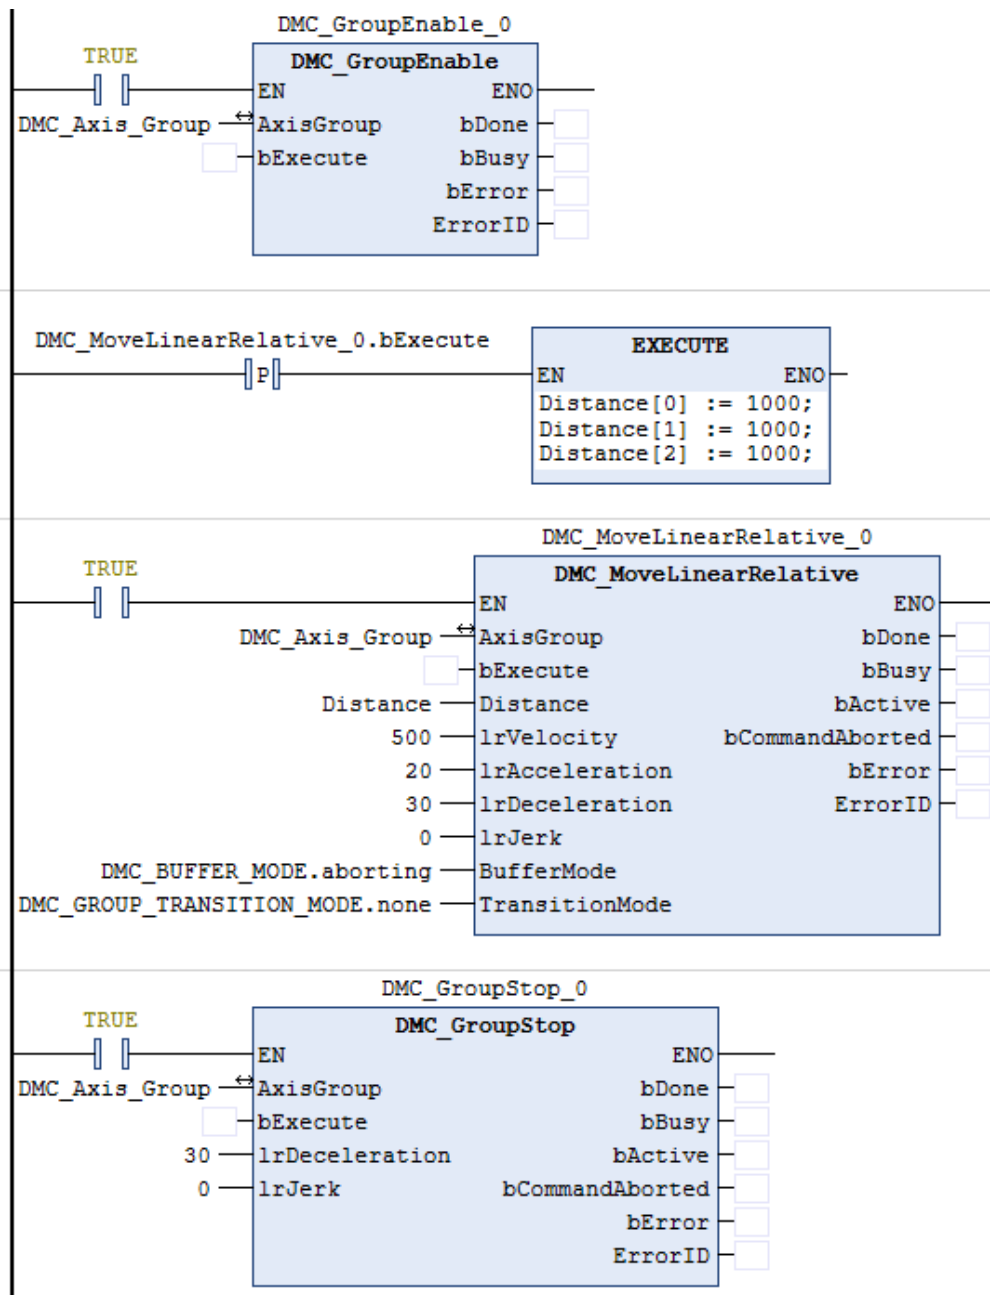 DMC_GroupEnable_0
TRUE
DMC_GroupEnable
EN ENO
DMC_Axis_Group AxisGroup bDone
bExecute bBusy
bError
ErrorID
DMC_MoveLinearRelative_0.bExecute
P
EXECUTE
EN ENO
Distance[0] := 1000;
Distance[1] := 1000;
Distance[2] := 1000;
DMC_MoveLinearRelative_0
TRUE
DMC_MoveLinearRelative
EN ENO
DMC_Axis_Group AxisGroup bDone
bExecute bBusy
Distance Distance bActive
500 lrVelocity bCommandAborted
20 lrAcceleration bError
30 lrDeceleration ErrorID
0 lrJerk
DMC_BUFFER_MODE.aborting BufferMode
DMC_GROUP_TRANSITION_MODE.none TransitionMode
DMC_GroupStop_0
TRUE
DMC_GroupStop
EN ENO
DMC_Axis_Group AxisGroup bDone
bExecute bBusy
30 lrDeceleration bActive
0 lrJerk bCommandAborted
bError
ErrorID